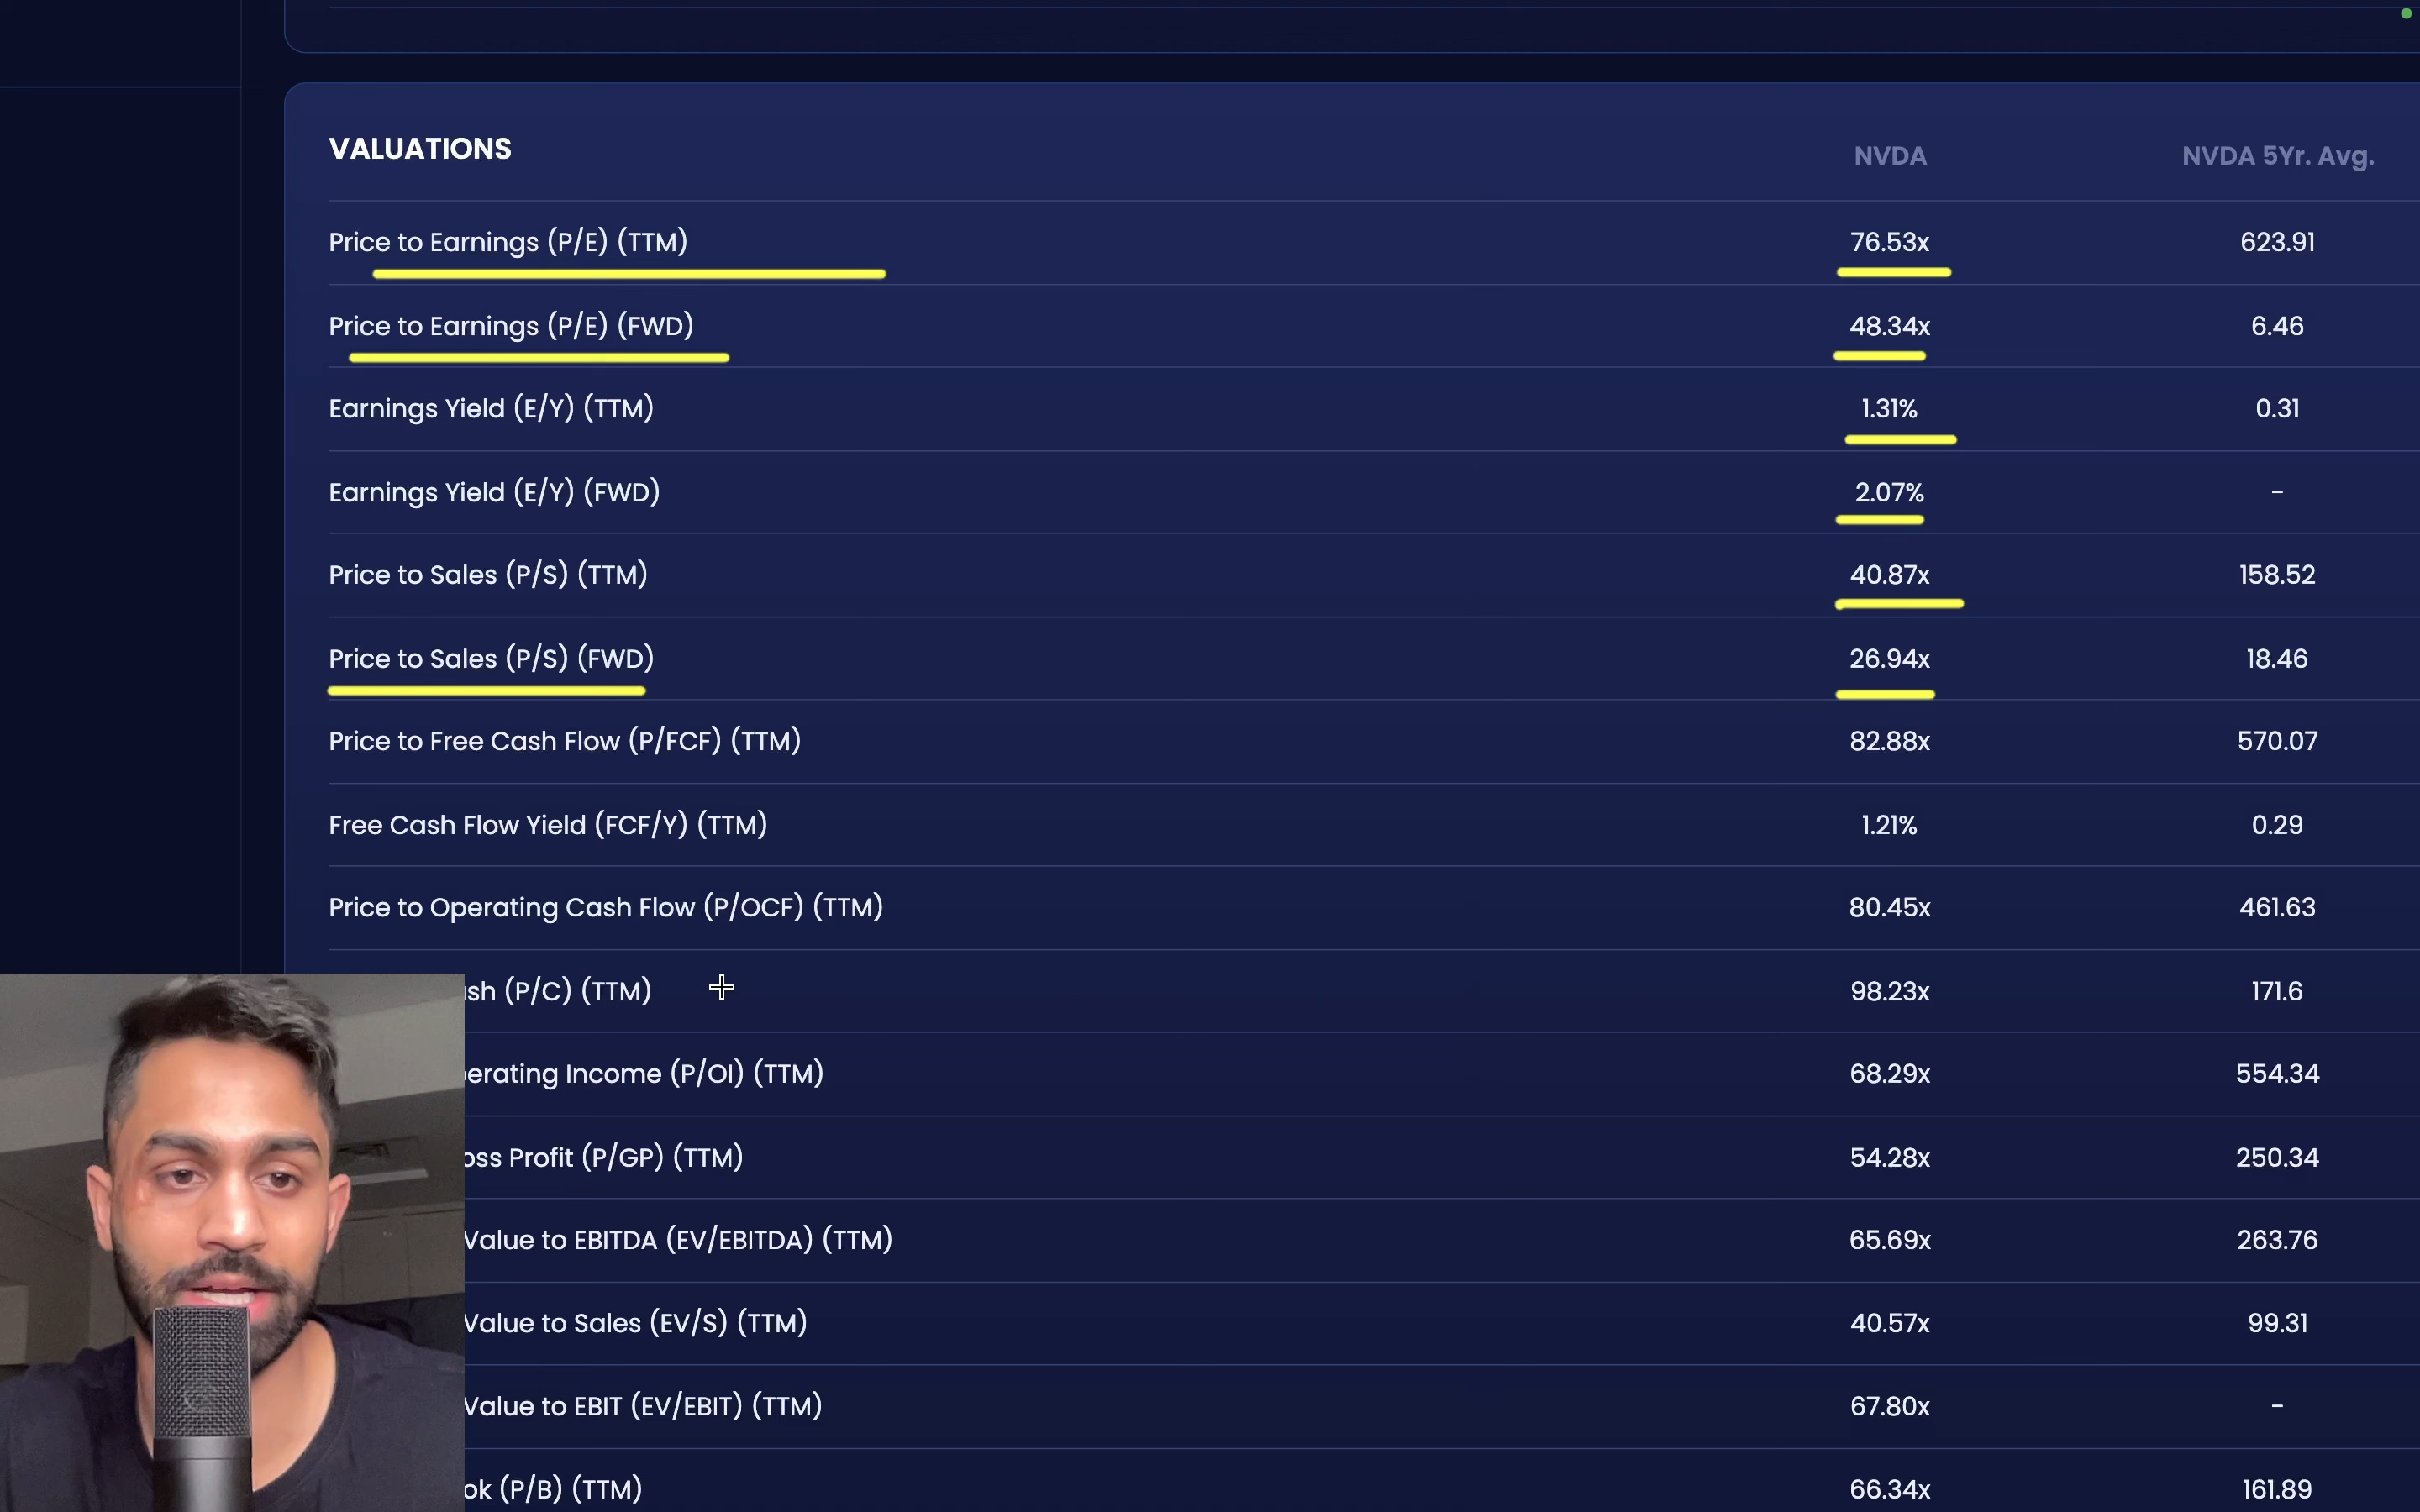 VALUATIONS NVDA NVDA 5Yr. Avg.
Price to Earnings (P/E) (TTM) 76.53x 623.91
Price to Earnings (P/E) (FWD) 48.34x 6.46
Earnings Yield (E/Y) (TTM) 1.31% 0.31
Earnings Yield (E/Y) (FWD) 2.07% -
Price to Sales (P/S) (TTM) 40.87x 158.52
Price to Sales (P/S) (FWD) 26.94x 18.46
Price to Free Cash Flow (P/FCF) (TTM) 82.88x 570.07
Free Cash Flow Yield (FCF/Y) (TTM) 1.21% 0.29
Price to Operating Cash Flow (P/OCF) (TTM) 80.45x 461.63
(P/C) (TTM) 98.23x 171.6
Income (P/OI) (TTM) 68.29x 554.34
Profit (P/GP) (TTM) 54.28x 250.34
Value to EBITDA (EV/EBITDA) (TTM) 65.69x 263.76
Value to Sales (EV/S) (TTM) 40.57x 99.31
Value to EBIT (EV/EBIT) (TTM) 67.80x -
(P/B) (TTM) 66.34x 161.89